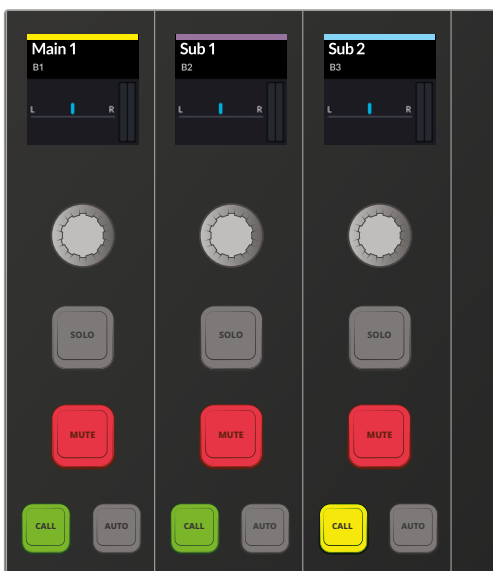 Main 1
B1
L R
SOLO
MUTE
CALL AUTO
Sub 1
B2
L R
SOLO
MUTE
CALL AUTO
Sub 2
B3
L R
SOLO
MUTE
CALL AUTO